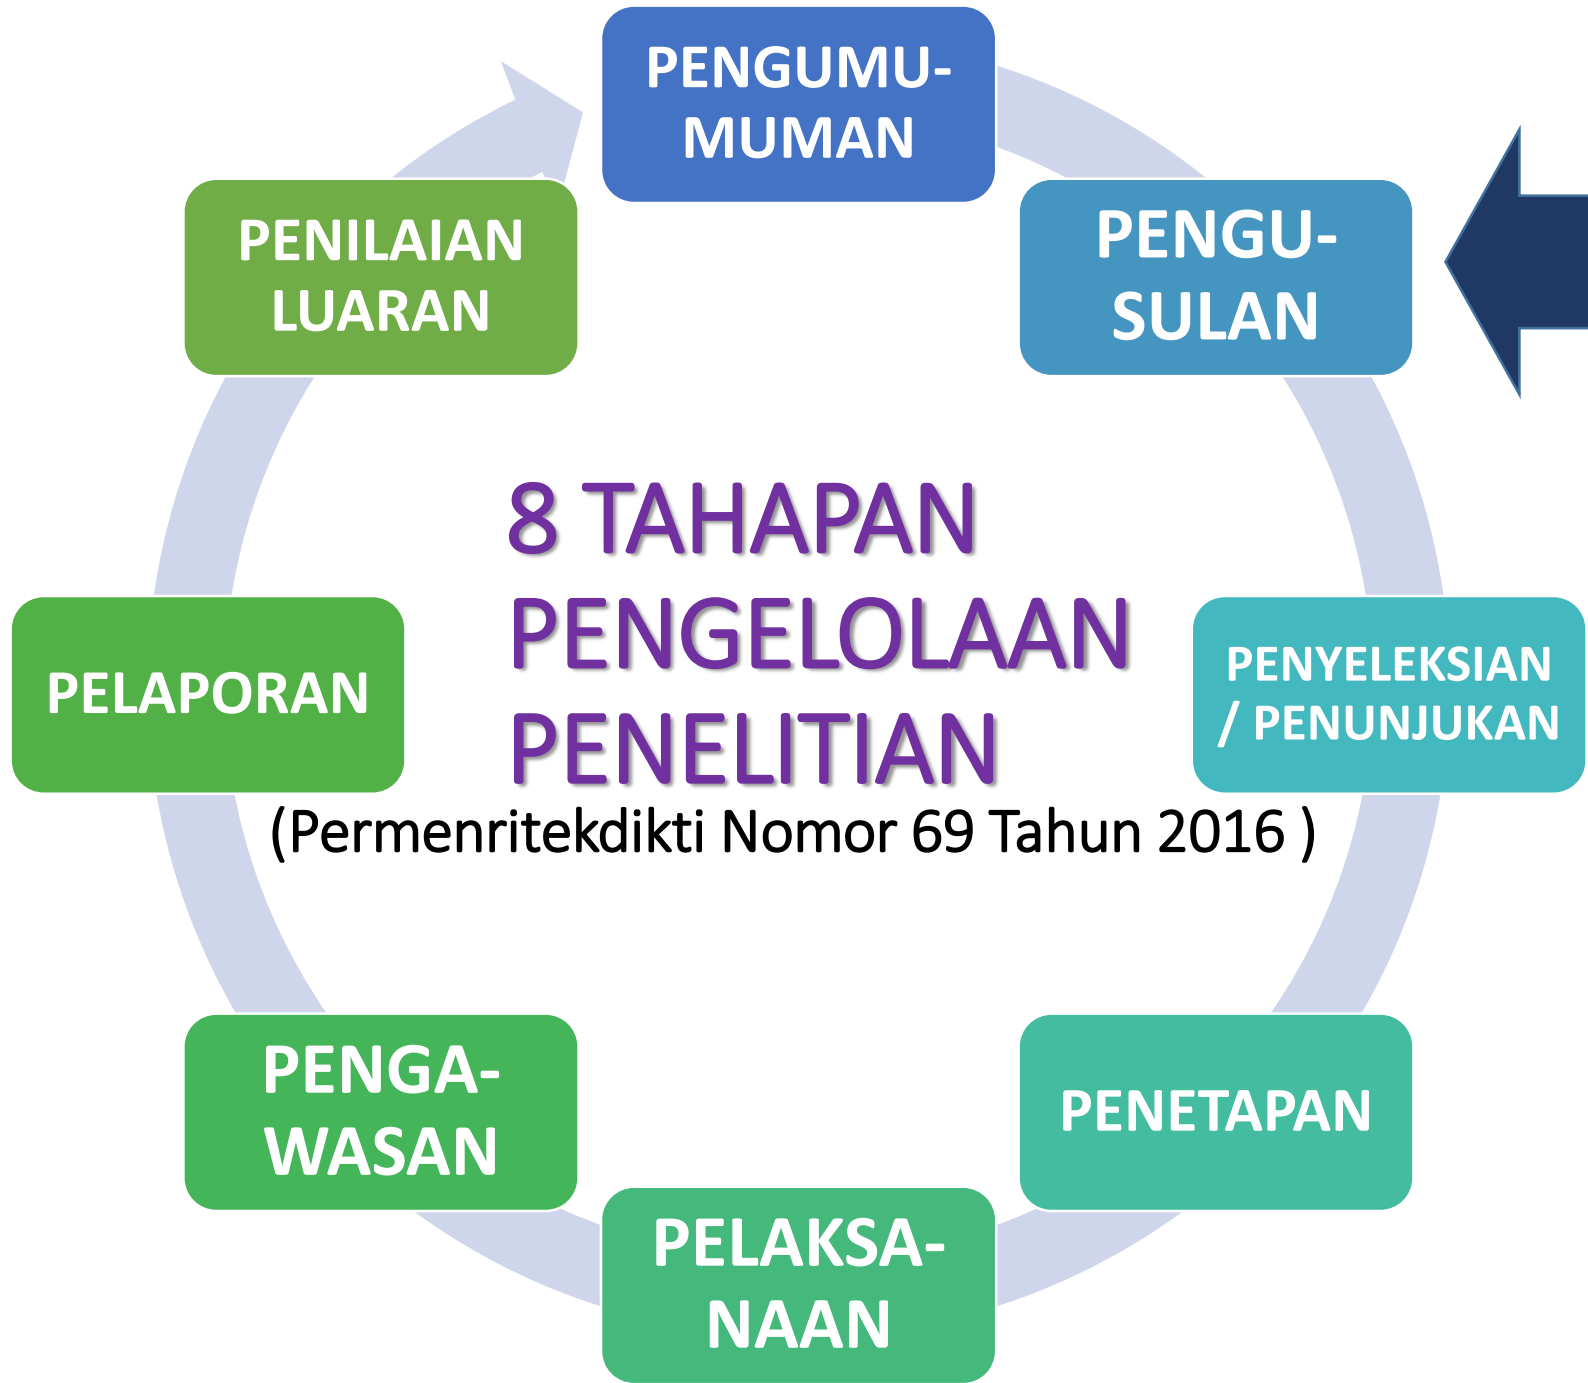 PENGUMU-
MUMAN
PENGU-
SULAN
PENYELEKSIAN
/ PENUNJUKAN
PENETAPAN
PELAKSA-
NAAN
PENGA-
WASAN
PELAPORAN
PENILAIAN
LUARAN
8 TAHAPAN
PENGELOLAAN
PENELITIAN
(Permenritekdikti Nomor 69 Tahun 2016 )